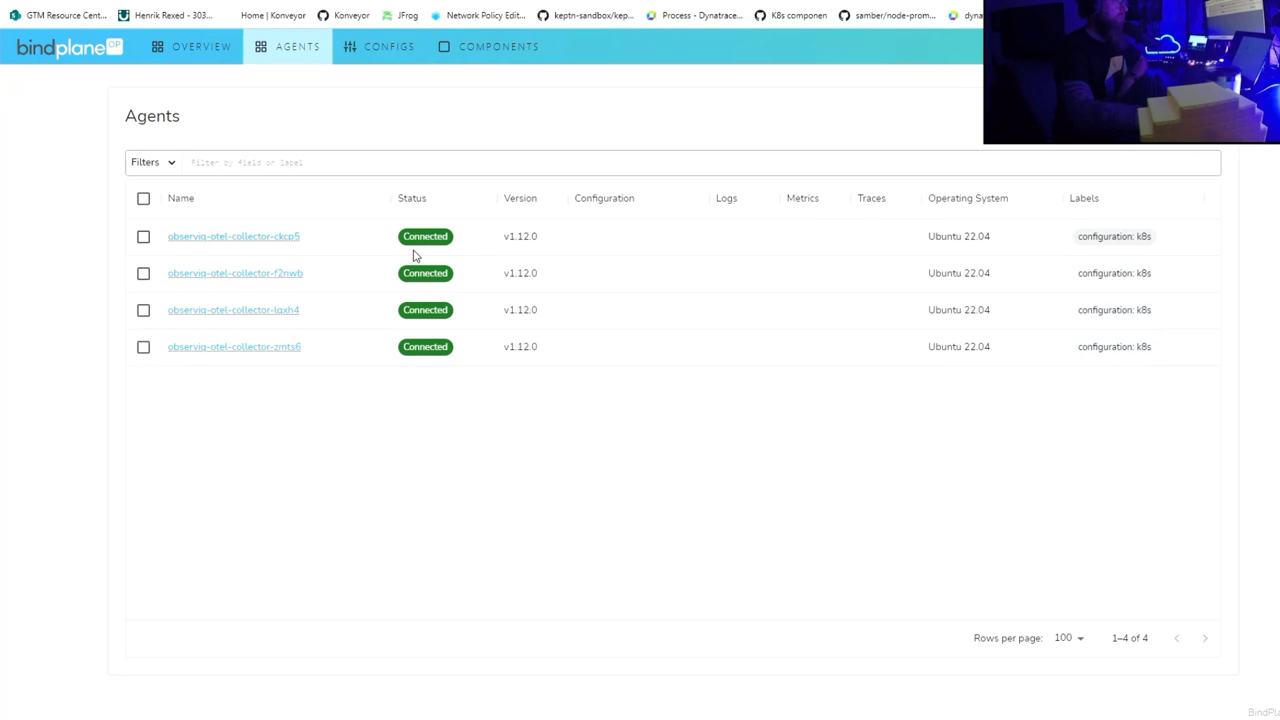 GTM Resource Cent... Henrik Rexed - 303... Home | Konveyor Konveyor JFrog Network Policy Edit... keptn-sandbox/kep... Process - Dynatrace... K8s componen samber/node-prom... dyna
bindplane OP OVERVIEW AGENTS CONFIGS COMPONENTS
Agents
Filters Filter by field or label
Name Status Version Configuration Logs Metrics Traces Operating System Labels
observiq-otel-collector-ckcp5 Connected v1.12.0 Ubuntu 22.04 configuration: k8s
observiq-otel-collector-f2nwb Connected v1.12.0 Ubuntu 22.04 configuration: k8s
observiq-otel-collector-lqxh4 Connected v1.12.0 Ubuntu 22.04 configuration: k8s
observiq-otel-collector-zmts6 Connected v1.12.0 Ubuntu 22.04 configuration: k8s
Rows per page: 100 1–4 of 4
BindPla